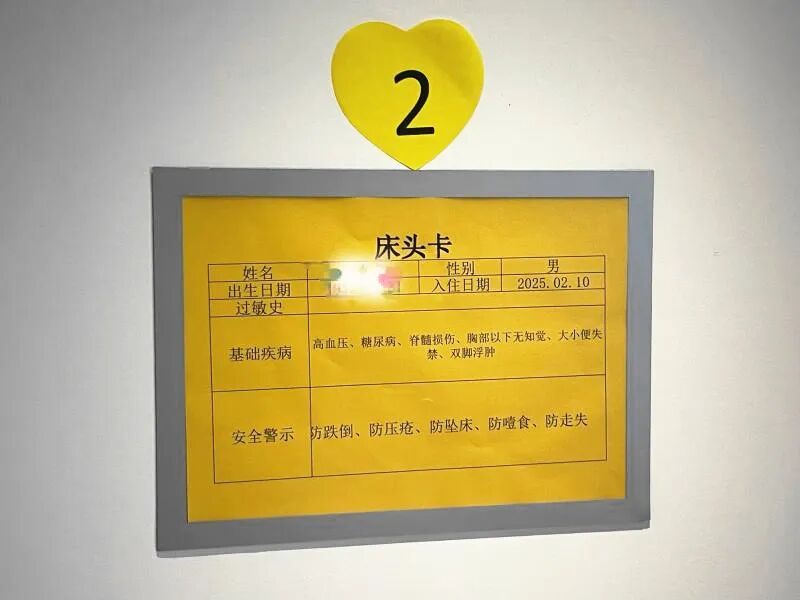 2
床头卡
姓名 性别 男
出生日期 入住日期 2025.02.10
过敏史
基础疾病 高血压、糖尿病、脊髓损伤、胸部以下无知觉、大小便失
禁、双脚浮肿
安全警示 防跌倒、防压疮、防坠床、防噎食、防走失